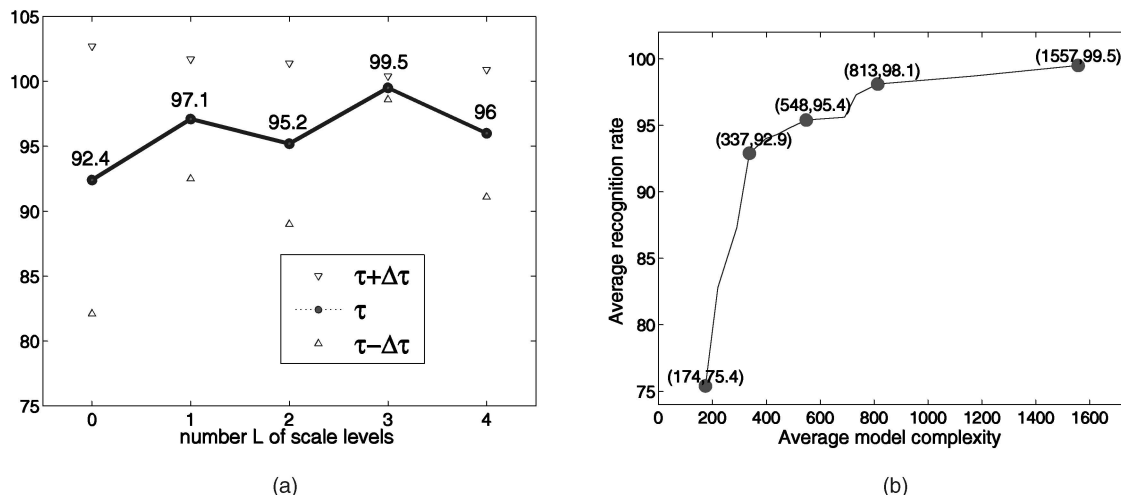 105
100
95
90
85
80
75
92.4
97.1
95.2
99.5
96
τ+Δτ
τ
τ−Δτ
0 1 2 3 4
number L of scale levels
(a)
Average recognition rate
100
95
90
85
80
75
(174,75.4)
(337,92.9)
(548,95.4)
(813,98.1)
(1557,99.5)
0 200 400 600 800 1000 1200 1400 1600
Average model complexity
(b)